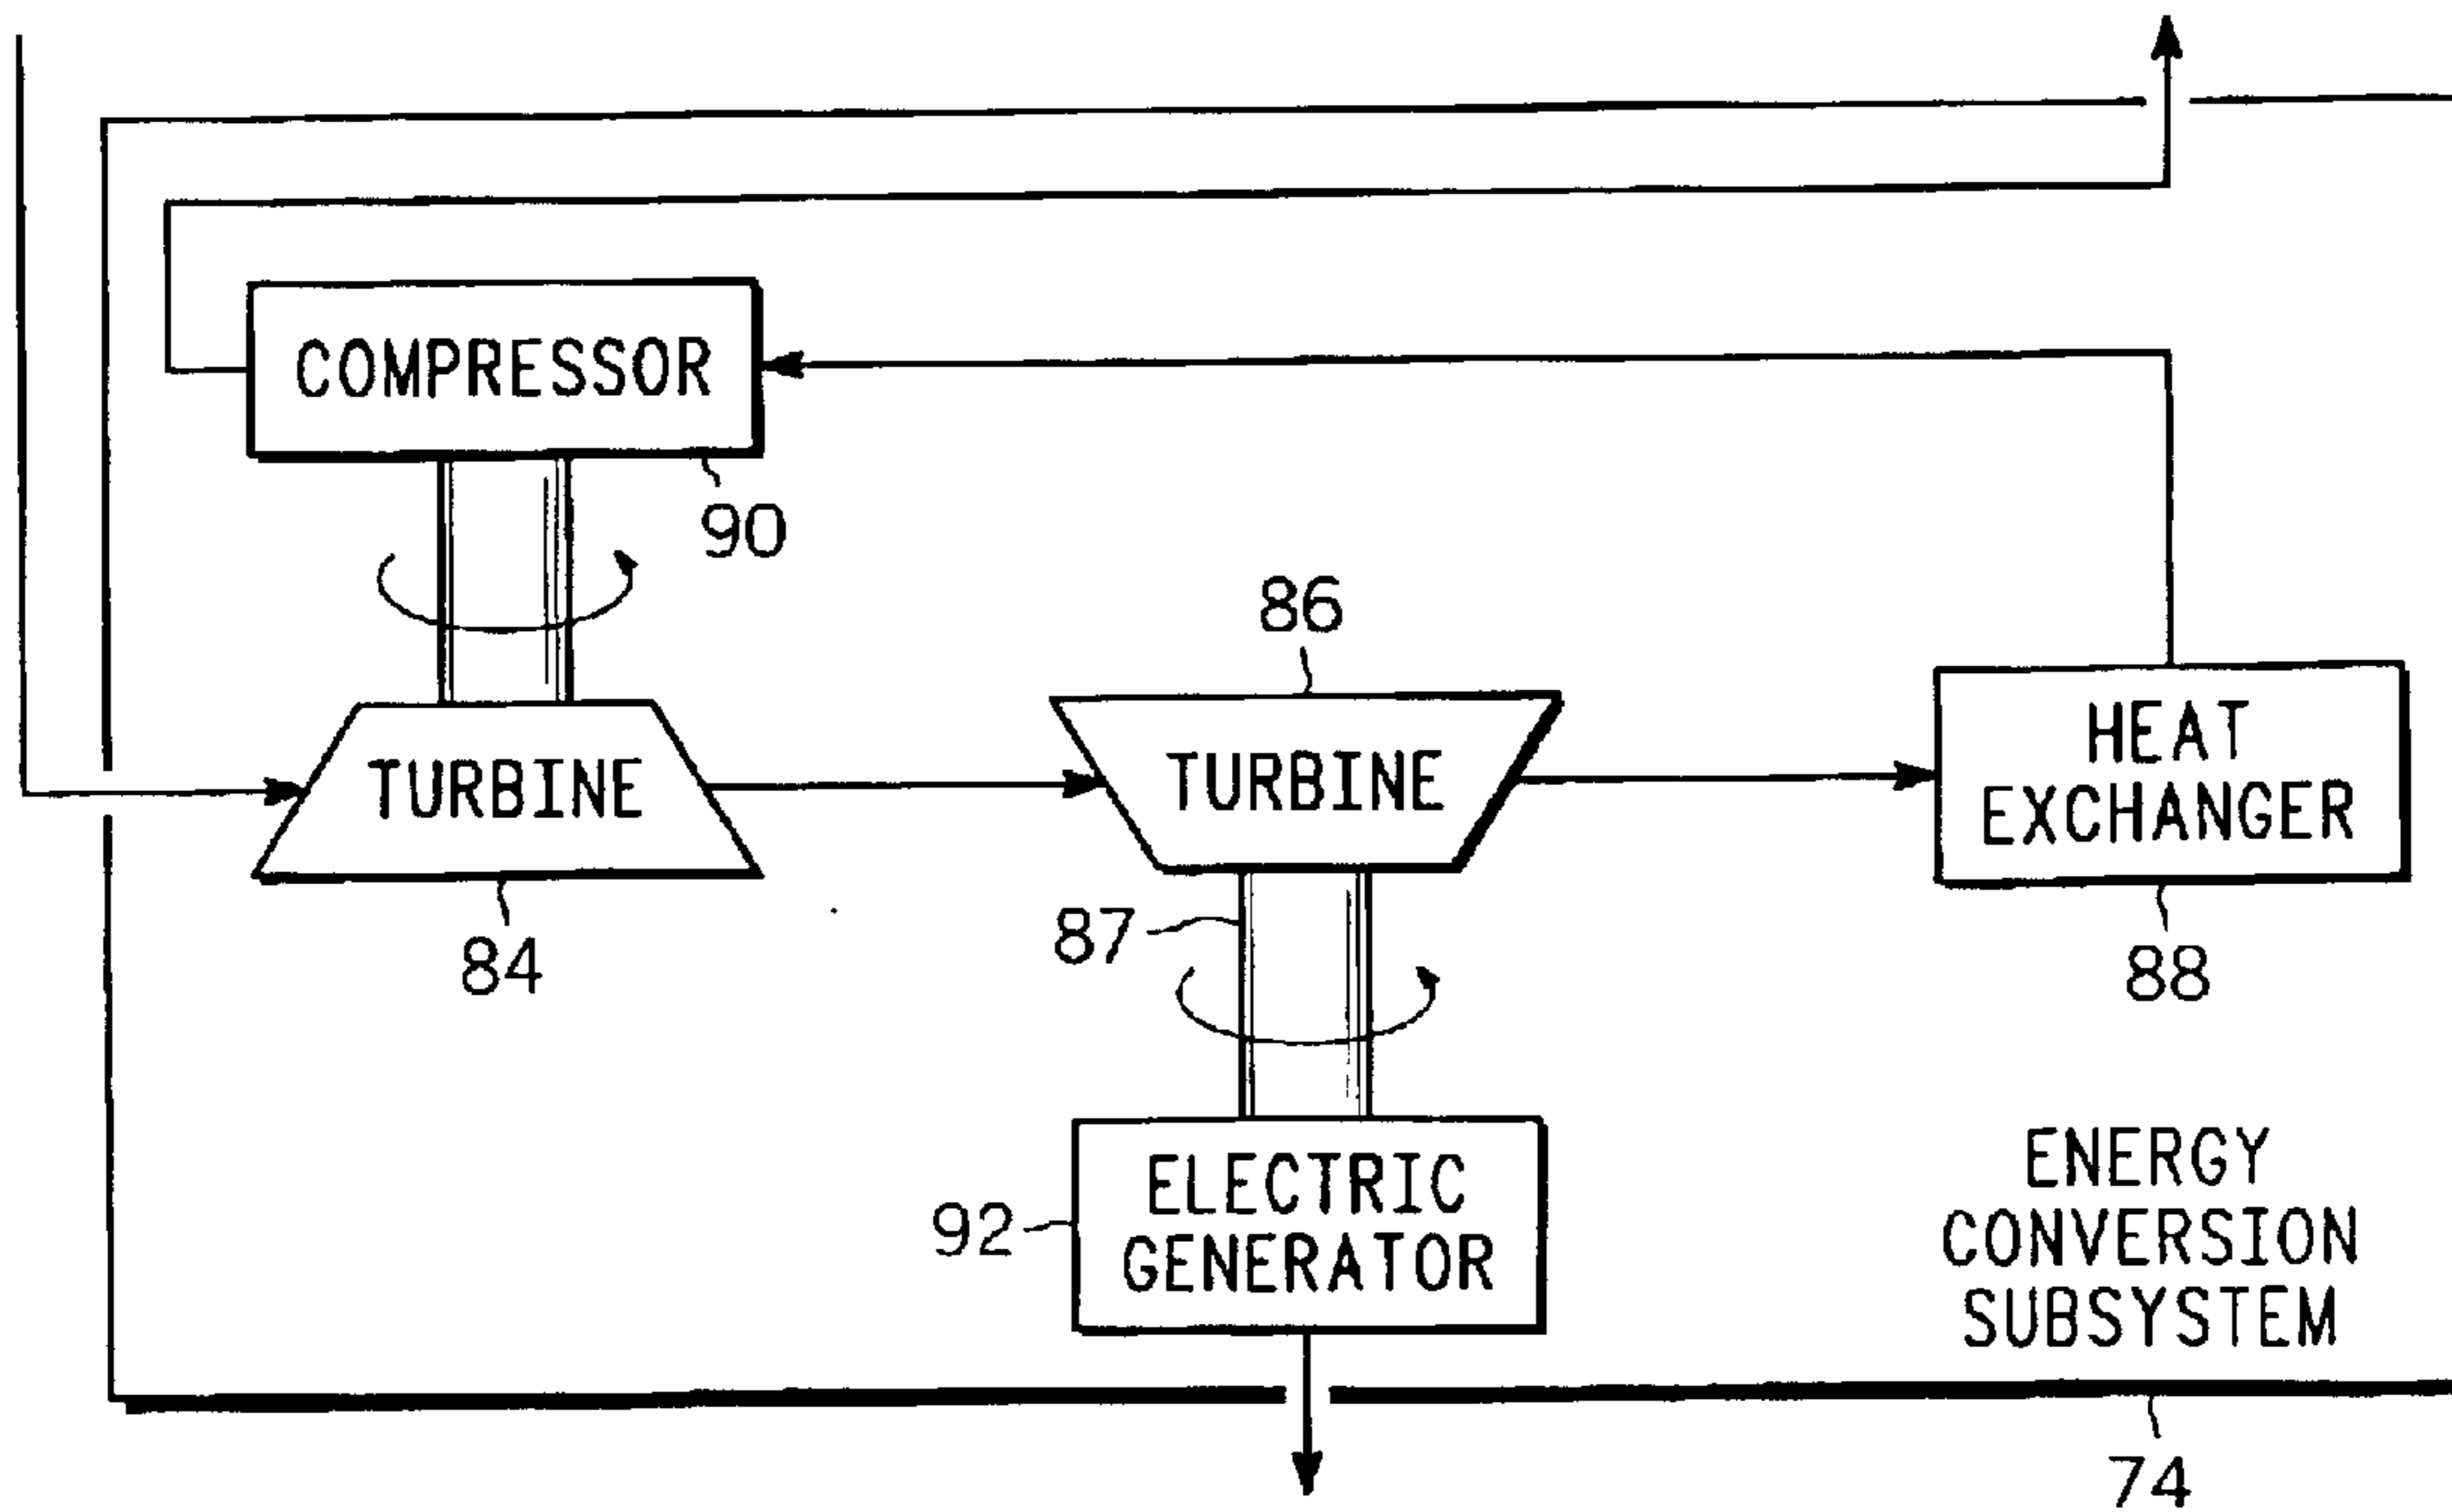 COMPRESSOR
90
86
TURBINE
TURBINE
HEAT
EXCHANGER
84
87
88
ELECTRIC
GENERATOR
92
ENERGY
CONVERSION
SUBSYSTEM
74